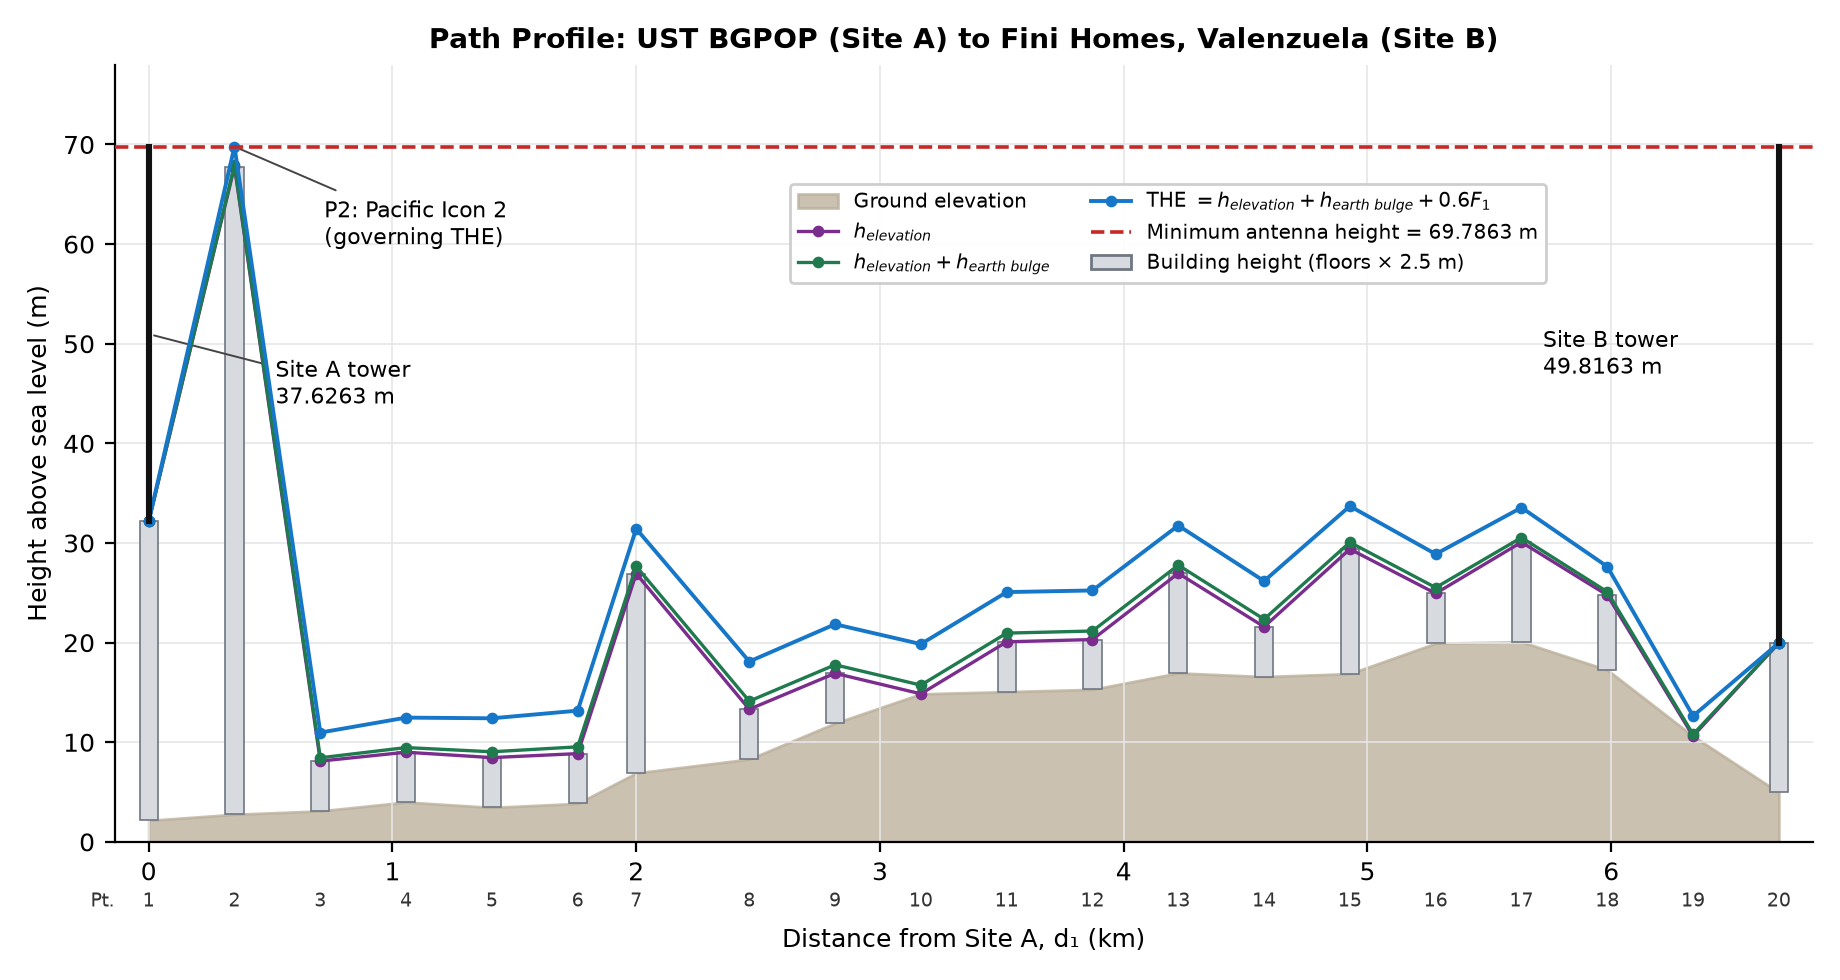 Path Profile: UST BGPOP (Site A) to Fini Homes, Valenzuela (Site B)
Height above sea level (m)
70
60
50
40
30
20
10
0
P2: Pacific Icon 2
(governing THE)
Site A tower
37.6263 m
Ground elevation
h_elevation
h_elevation + h_earth bulge
THE = h_elevation + h_earth bulge + 0.6F₁
Minimum antenna height = 69.7863 m
Building height (floors × 2.5 m)
Site B tower
49.8163 m
0 1 2 3 4 5 6
Pt. 1 2 3 4 5 6 7 8 9 10 11 12 13 14 15 16 17 18 19 20
Distance from Site A, d₁ (km)